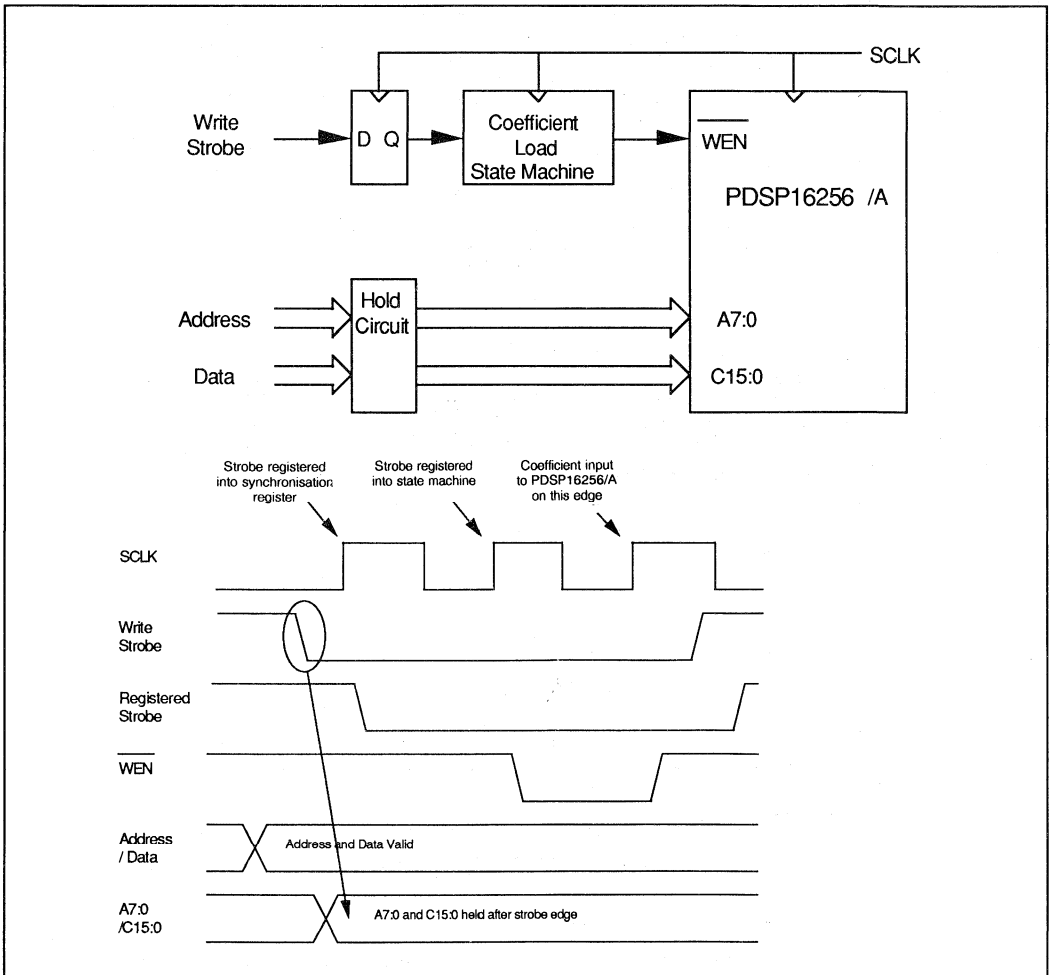 SCLK
Write
Strobe
D Q
Coefficient
Load
State Machine
WEN
PDSP16256 /A
Address
Data
Hold
Circuit
A7:0
C15:0
Strobe registered
into synchronisation
register
Strobe registered
into state machine
Coefficient input
to PDSP16256/A
on this edge
SCLK
Write
Strobe
Registered
Strobe
WEN
Address
/ Data
Address and Data Valid
A7:0
/C15:0
A7:0 and C15:0 held after strobe edge